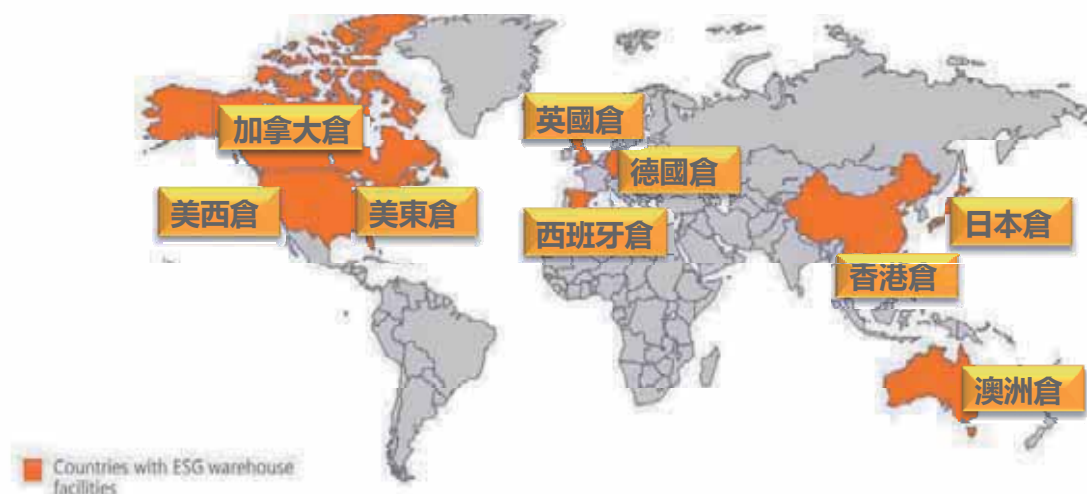 加拿大倉
英國倉
德國倉
美西倉
美東倉
西班牙倉
日本倉
香港倉
澳洲倉
Countries with ESG warehouse
facilities